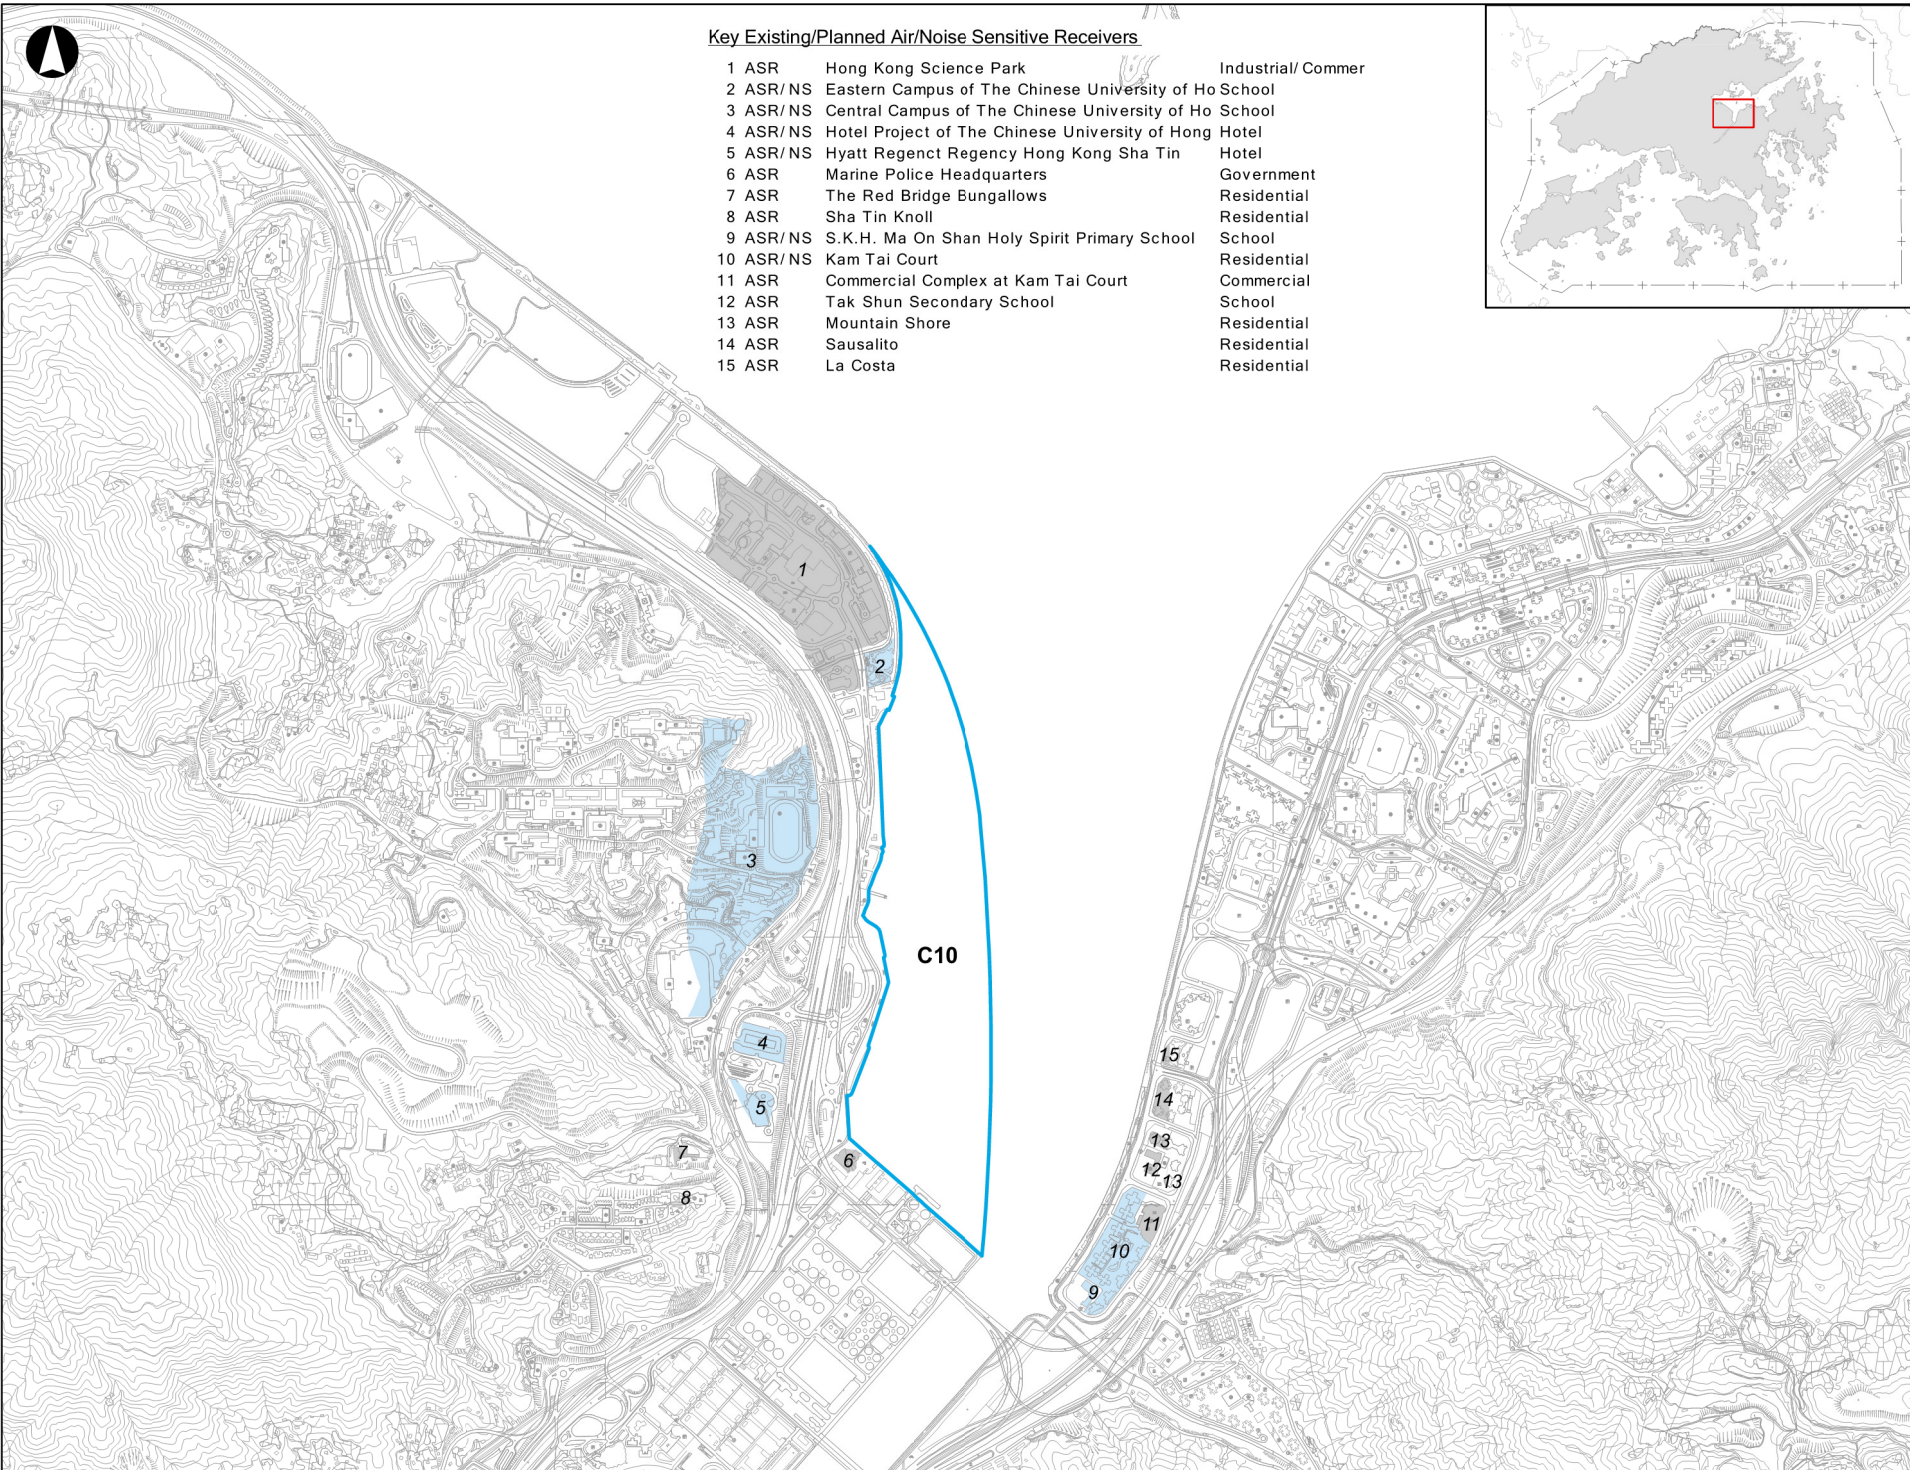 Key Existing/Planned Air/Noise Sensitive Receivers
1 ASR Hong Kong Science Park Industrial/ Commer
2 ASR/ NS Eastern Campus of The Chinese University of Ho School
3 ASR/ NS Central Campus of The Chinese University of Ho School
4 ASR/ NS Hotel Project of The Chinese University of Hong Hotel
5 ASR/ NS Hyatt Regenct Regency Hong Kong Sha Tin Hotel
6 ASR Marine Police Headquarters Government
7 ASR The Red Bridge Bungallows Residential
8 ASR Sha Tin Knoll Residential
9 ASR/ NS S.K.H. Ma On Shan Holy Spirit Primary School School
10 ASR/ NS Kam Tai Court Residential
11 ASR Commercial Complex at Kam Tai Court Commercial
12 ASR Tak Shun Secondary School School
13 ASR Mountain Shore Residential
14 ASR Sausalito Residential
15 ASR La Costa Residential
1
2
3
C10
4
15
14
5
13
6
7
12
13
8
11
10
9